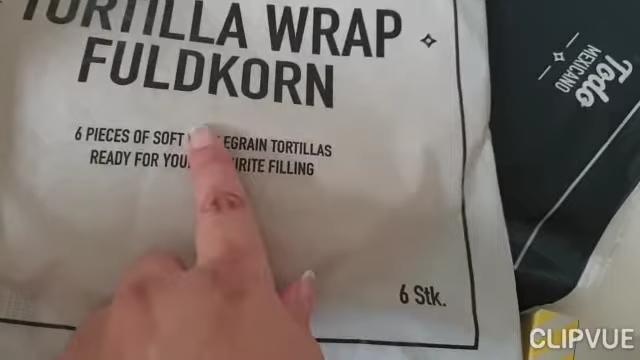 TORTILLA WRAP
FULDKORN
6 PIECES OF SOFT TORTILLAS
READY FOR FILLING
6 Stk.
Todo
MEXICANO
CLIPVUE